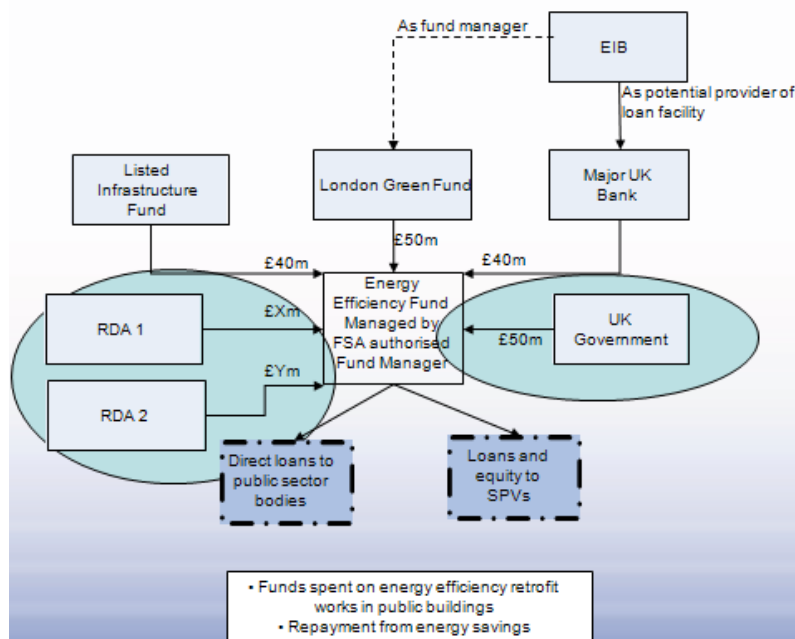 As fund manager
EIB
As potential provider of
loan facility
Listed
Infrastructure
Fund
London Green Fund
Major UK
Bank
£50m
£40m
£40m
Energy
Efficiency Fund
Managed by
FSA authorised
Fund Manager
RDA 1
£Xm
UK
Government
£50m
£Ym
RDA 2
Direct loans to
public sector
bodies
Loans and
equity to
SPVs
• Funds spent on energy efficiency retrofit
works in public buildings
• Repayment from energy savings